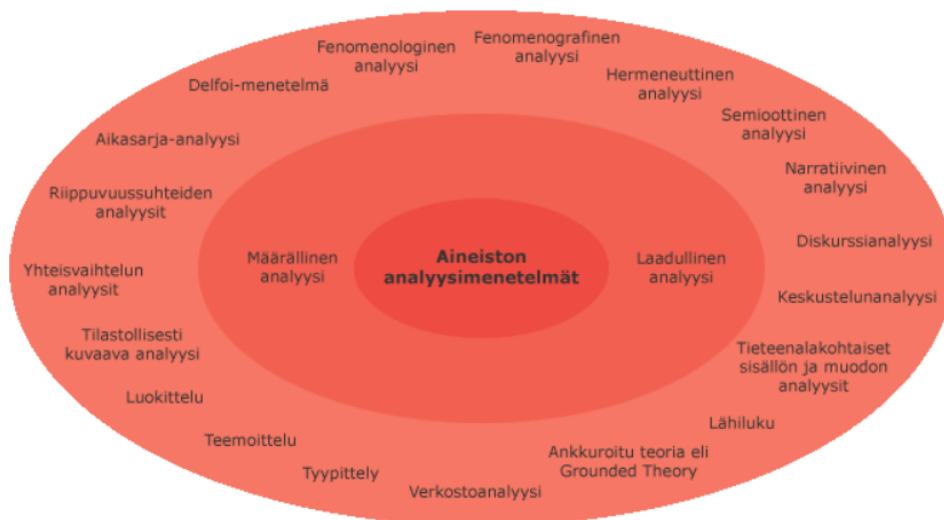 Fenomenologinen
analyysi
Fenomenografinen
analyysi
Delfoi-menetelmä
Hermeneuttinen
analyysi
Semioottinen
analyysi
Aikasarja-analyysi
Narratiivinen
analyysi
Riippuvuussuhteiden
analyysit
Diskurssianalyysi
Määrällinen
analyysi
Aineiston
analyysimenetelmät
Laadullinen
analyysi
Yhteisvaihtelun
analyysit
Keskustelunanalyysi
Tilastollisesti
kuvaava analyysi
Tieteenalakohtaiset
sisällön ja muodon
analyysit
Luokittelu
Lähiluku
Teemoittelu
Ankkuroitu teoria eli
Grounded Theory
Tyypittely
Verkostoanalyysi